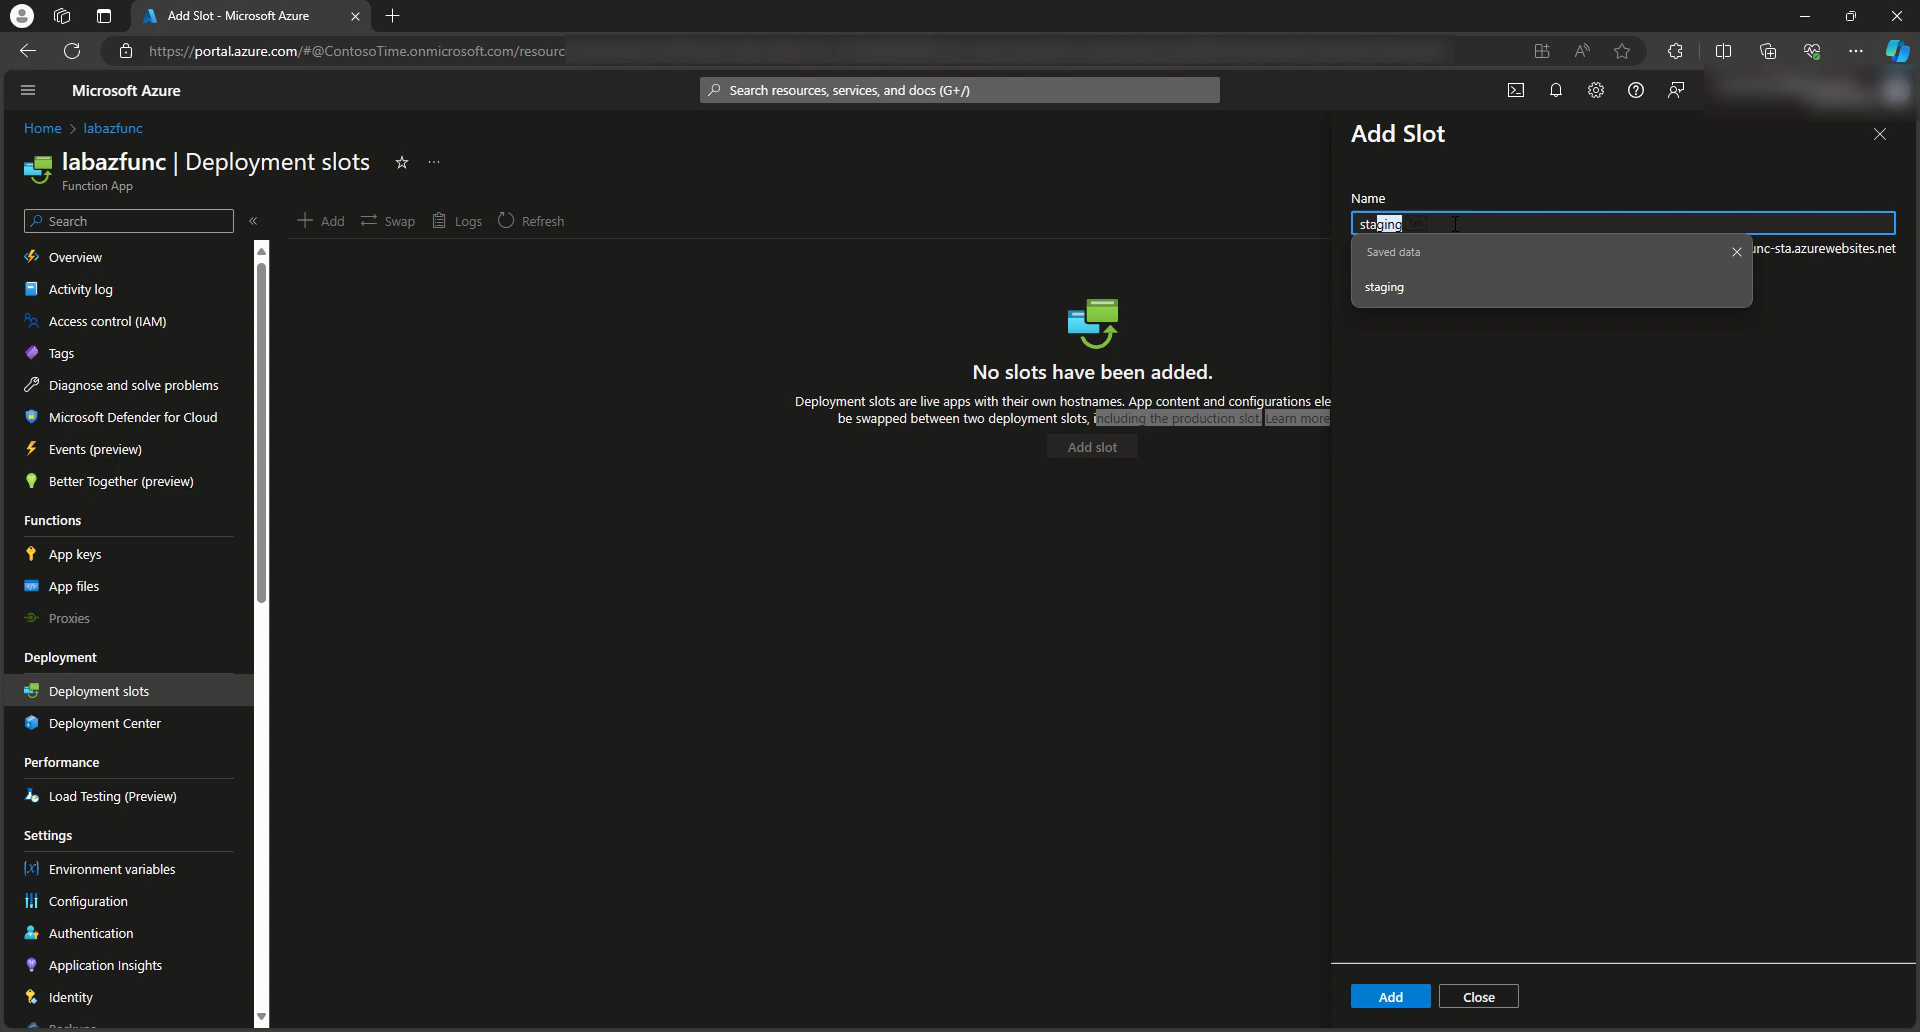 Add Slot - Microsoft Azure
https://portal.azure.com/#@ContosoTime.onmicrosoft.com/resourc
Microsoft Azure
Search resources, services, and docs (G+/)
Home > labazfunc
labazfunc | Deployment slots
Function App
Search
Add
Swap
Logs
Refresh
Overview
Activity log
Access control (IAM)
Tags
Diagnose and solve problems
Microsoft Defender for Cloud
Events (preview)
Better Together (preview)
Functions
App keys
App files
Proxies
Deployment
Deployment slots
Deployment Center
Performance
Load Testing (Preview)
Settings
Environment variables
Configuration
Authentication
Application Insights
Identity
No slots have been added.
Deployment slots are live apps with their own hostnames. App content and configurations ele
be swapped between two deployment slots, including the production slot. Learn more
Add slot
Add Slot
Name
staging
unc-sta.azurewebsites.net
Saved data
staging
Add
Close